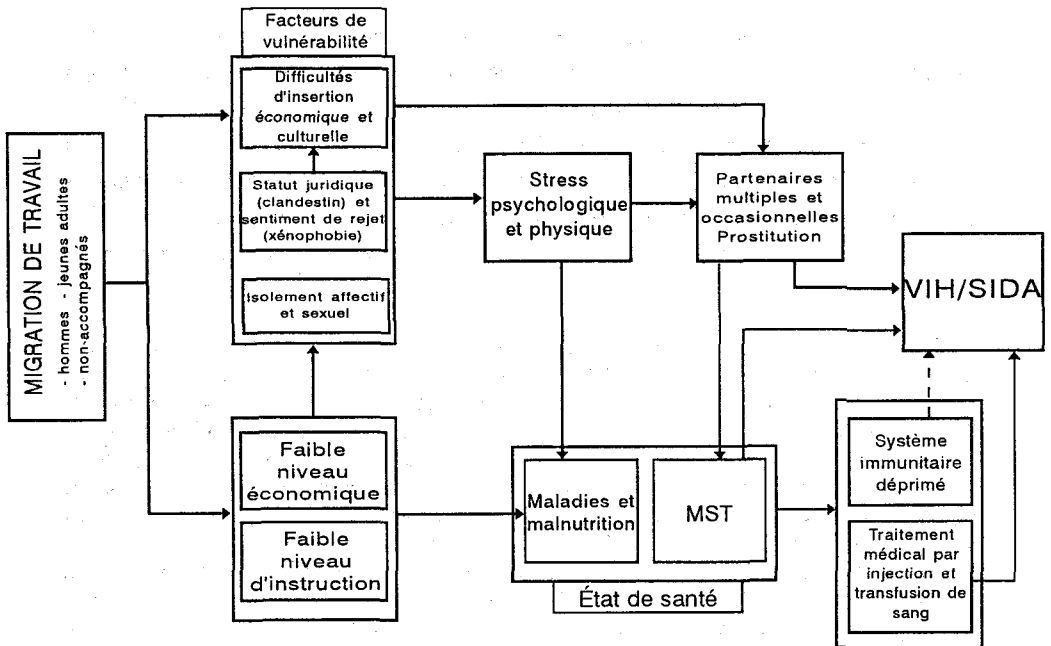 Facteurs de
vulnérabilité
Difficultés
d'insertion
économique et
culturelle
Statut juridique
(clandestin) et
sentiment de rejet
(xénophobie)
Isolement affectif
et sexuel
MIGRATION DE TRAVAIL
- hommes - jeunes adultes
- non-accompagnés
Stress
psychologique
et physique
Partenaires
multiples et
occasionnelles
Prostitution
VIH/SIDA
Faible
niveau
économique
Faible
niveau
d'instruction
Maladies et
malnutrition
MST
État de santé
Système
immunitaire
déprimé
Traitement
médical par
injection et
transfusion de
sang